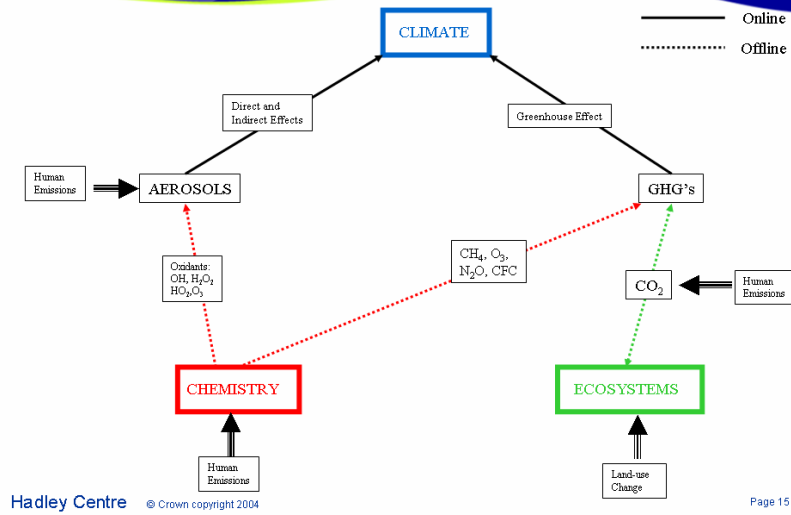 CLIMATE
Online
Offline
Direct and
Indirect Effects
Greenhouse Effect
Human
Emissions
AEROSOLS
GHG's
Oxidants:
OH, H₂O₂
HO₂,O₃
CH₄, O₃,
N₂O, CFC
CO₂
Human
Emissions
CHEMISTRY
ECOSYSTEMS
Human
Emissions
Land-use
Change
Hadley Centre © Crown copyright 2004
Page 15